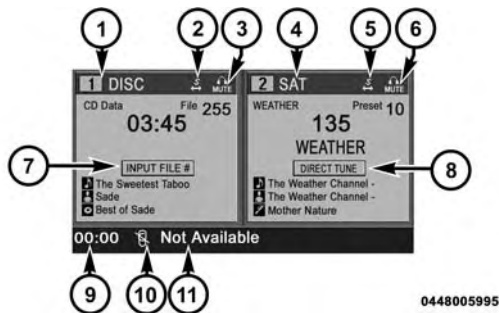 1 2 3 4 5 6
1 DISC S MUTE 2 SAT S MUTE
CD Data File 255 WEATHER Preset 10
03:45 135
WEATHER
7 INPUT FILE # DIRECT TUNE 8
The Sweetest Taboo The Weather Channel -
Sade The Weather Channel -
Best of Sade Mother Nature
00:00 Not Available
9 10 11
0448005995